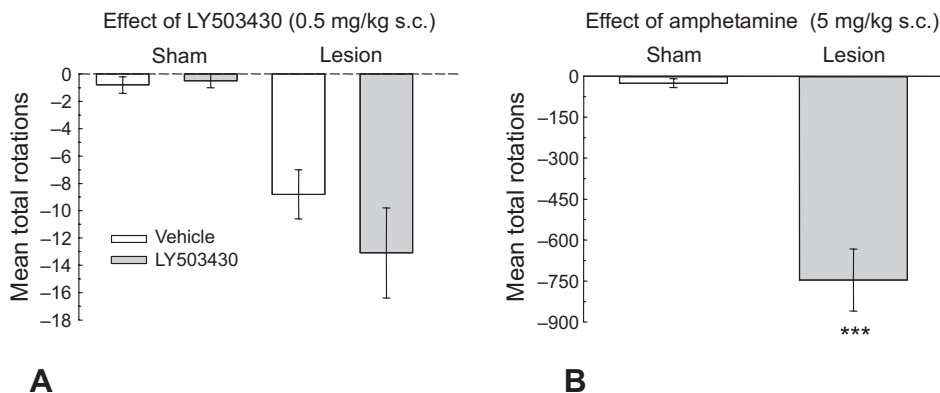 Effect of LY503430 (0.5 mg/kg s.c.)
Sham Lesion
Mean total rotations
0
–2
–4
–6
–8
–10
–12
–14
–16
–18
Vehicle
LY503430
A
Effect of amphetamine (5 mg/kg s.c.)
Sham Lesion
Mean total rotations
0
–150
–300
–450
–600
–750
–900
***
B